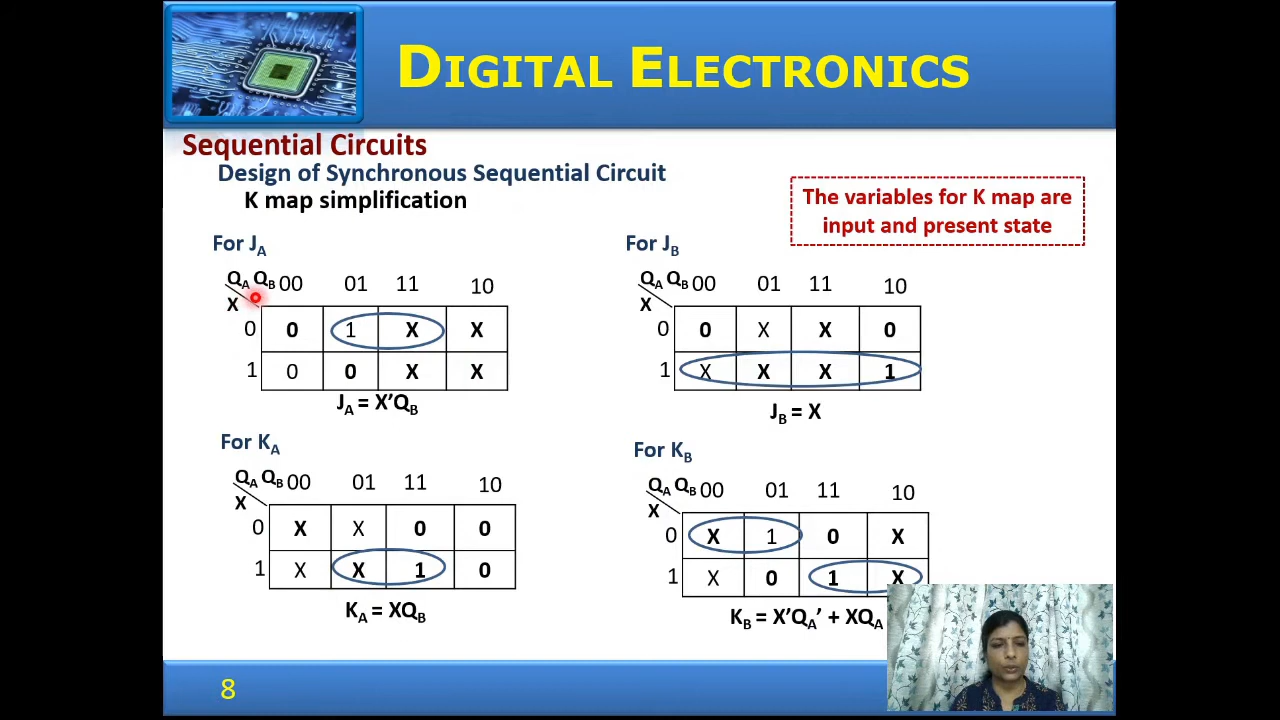 DIGITAL ELECTRONICS
Sequential Circuits
Design of Synchronous Sequential Circuit
K map simplification
The variables for K map are
input and present state
For JA
QA QB 00 01 11 10
X
0 0 1 X X
1 0 0 X X
JA = X'QB
For JB
QA QB 00 01 11 10
X
0 0 X X 0
1 X X X 1
JB = X
For KA
QA QB 00 01 11 10
X
0 X X 0 0
1 X X 1 0
KA = XQB
For KB
QA QB 00 01 11 10
X
0 X 1 0 X
1 X 0 1 X
KB = X'QA' + XQA
8